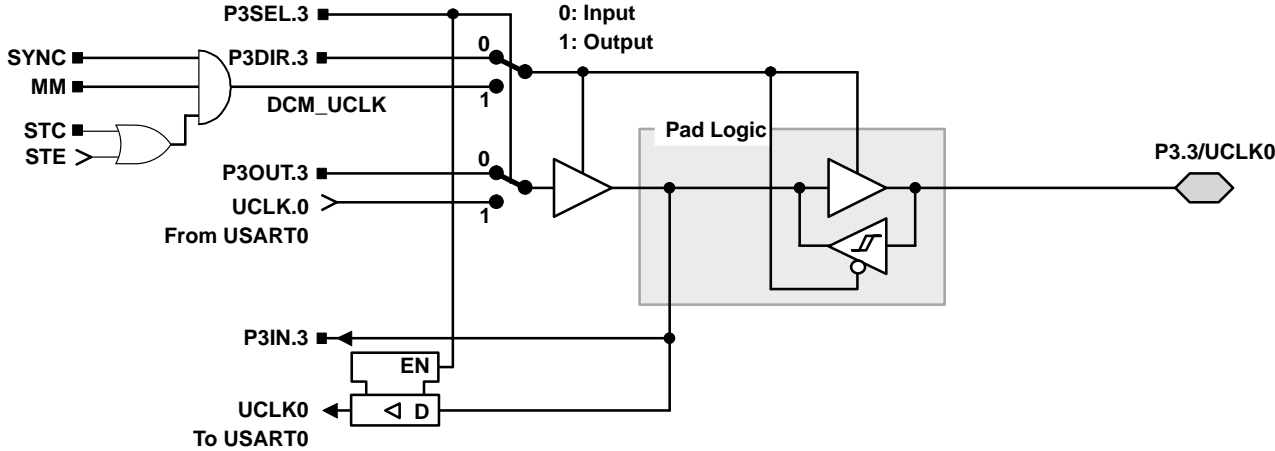 P3SEL.3
0: Input
1: Output
SYNC
P3DIR.3
0
MM
1
DCM_UCLK
STC
STE
Pad Logic
P3.3/UCLK0
P3OUT.3
0
UCLK.0
1
From USART0
P3IN.3
EN
UCLK0
D
To USART0